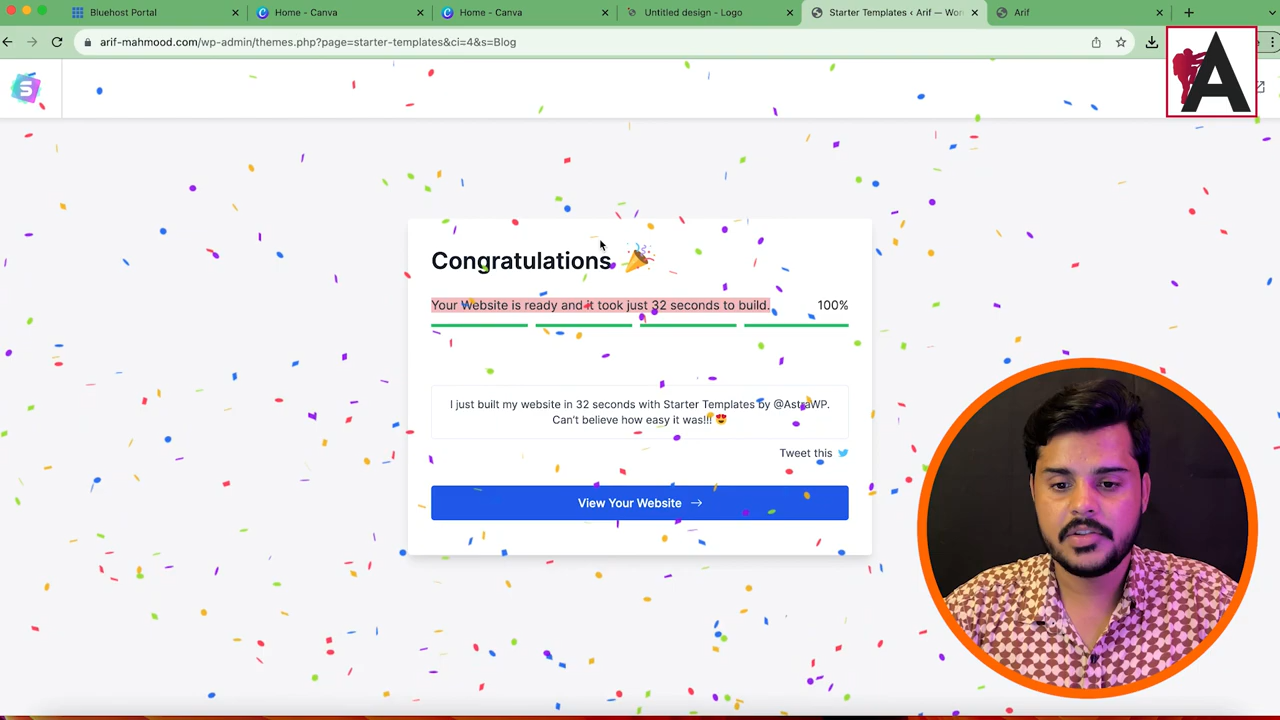 Bluehost Portal
Home - Canva
Home - Canva
Untitled design - Logo
Starter Templates ‹ Arif — Wor
Arif
arif-mahmood.com/wp-admin/themes.php?page=starter-templates&ci=4&s=Blog
A
S
Congratulations 🎉
Your Website is ready and it took just 32 seconds to build.
100%
I just built my website in 32 seconds with Starter Templates by @AstraWP.
Can't believe how easy it was!!! 😍
Tweet this
View Your Website →